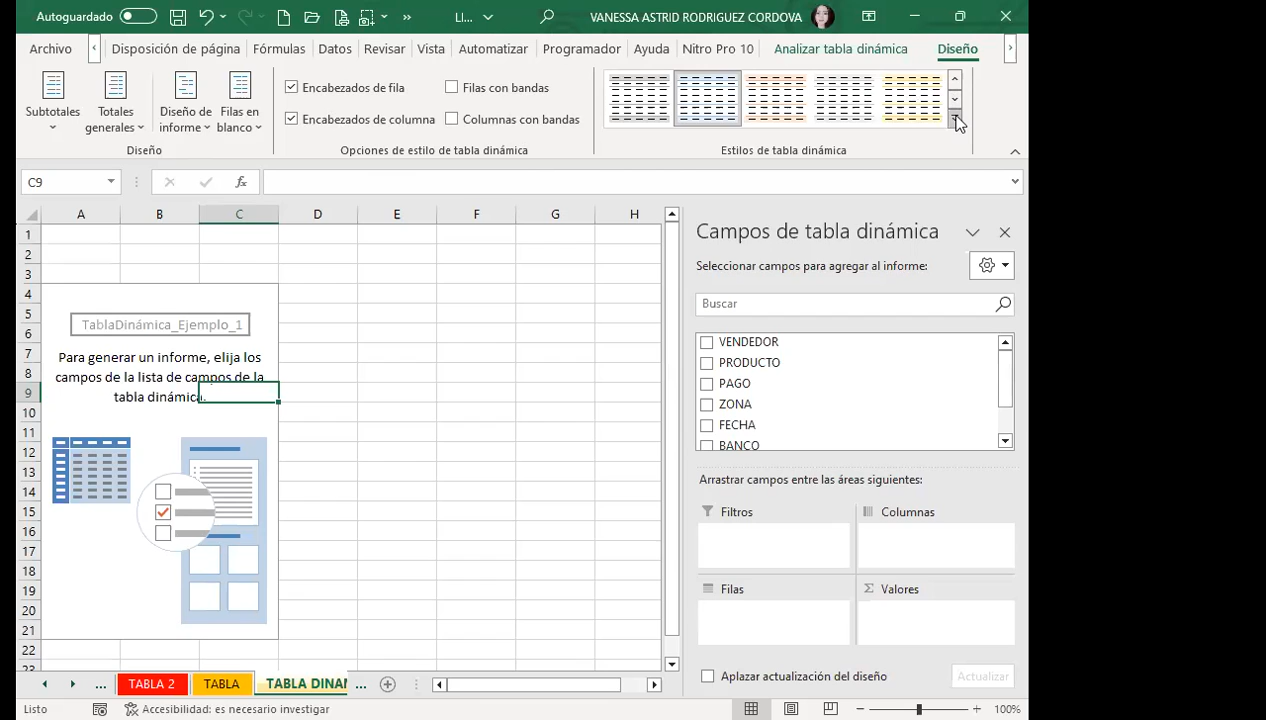 Autoguardado
LI...
VANESSA ASTRID RODRIGUEZ CORDOVA
Archivo
Disposición de página
Fórmulas
Datos
Revisar
Vista
Automatizar
Programador
Ayuda
Nitro Pro 10
Analizar tabla dinámica
Diseño
Subtotales
Totales generales
Diseño de informe
Filas en blanco
Encabezados de fila
Filas con bandas
Encabezados de columna
Columnas con bandas
Diseño
Opciones de estilo de tabla dinámica
Estilos de tabla dinámica
C9
fx
A B C D E F G H
1
2
3
4
5
6
7
8
9
10
11
12
13
14
15
16
17
18
19
20
21
22
23
TablaDinámica_Ejemplo_1
Para generar un informe, elija los
campos de la lista de campos de la
tabla dinámica.
Campos de tabla dinámica
Seleccionar campos para agregar al informe:
Buscar
VENDEDOR
PRODUCTO
PAGO
ZONA
FECHA
BANCO
Arrastrar campos entre las áreas siguientes:
Filtros
Columnas
Filas
Σ Valores
Aplazar actualización del diseño
Actualizar
...
TABLA 2
TABLA
TABLA DINAM
...
Listo
Accesibilidad: es necesario investigar
100%